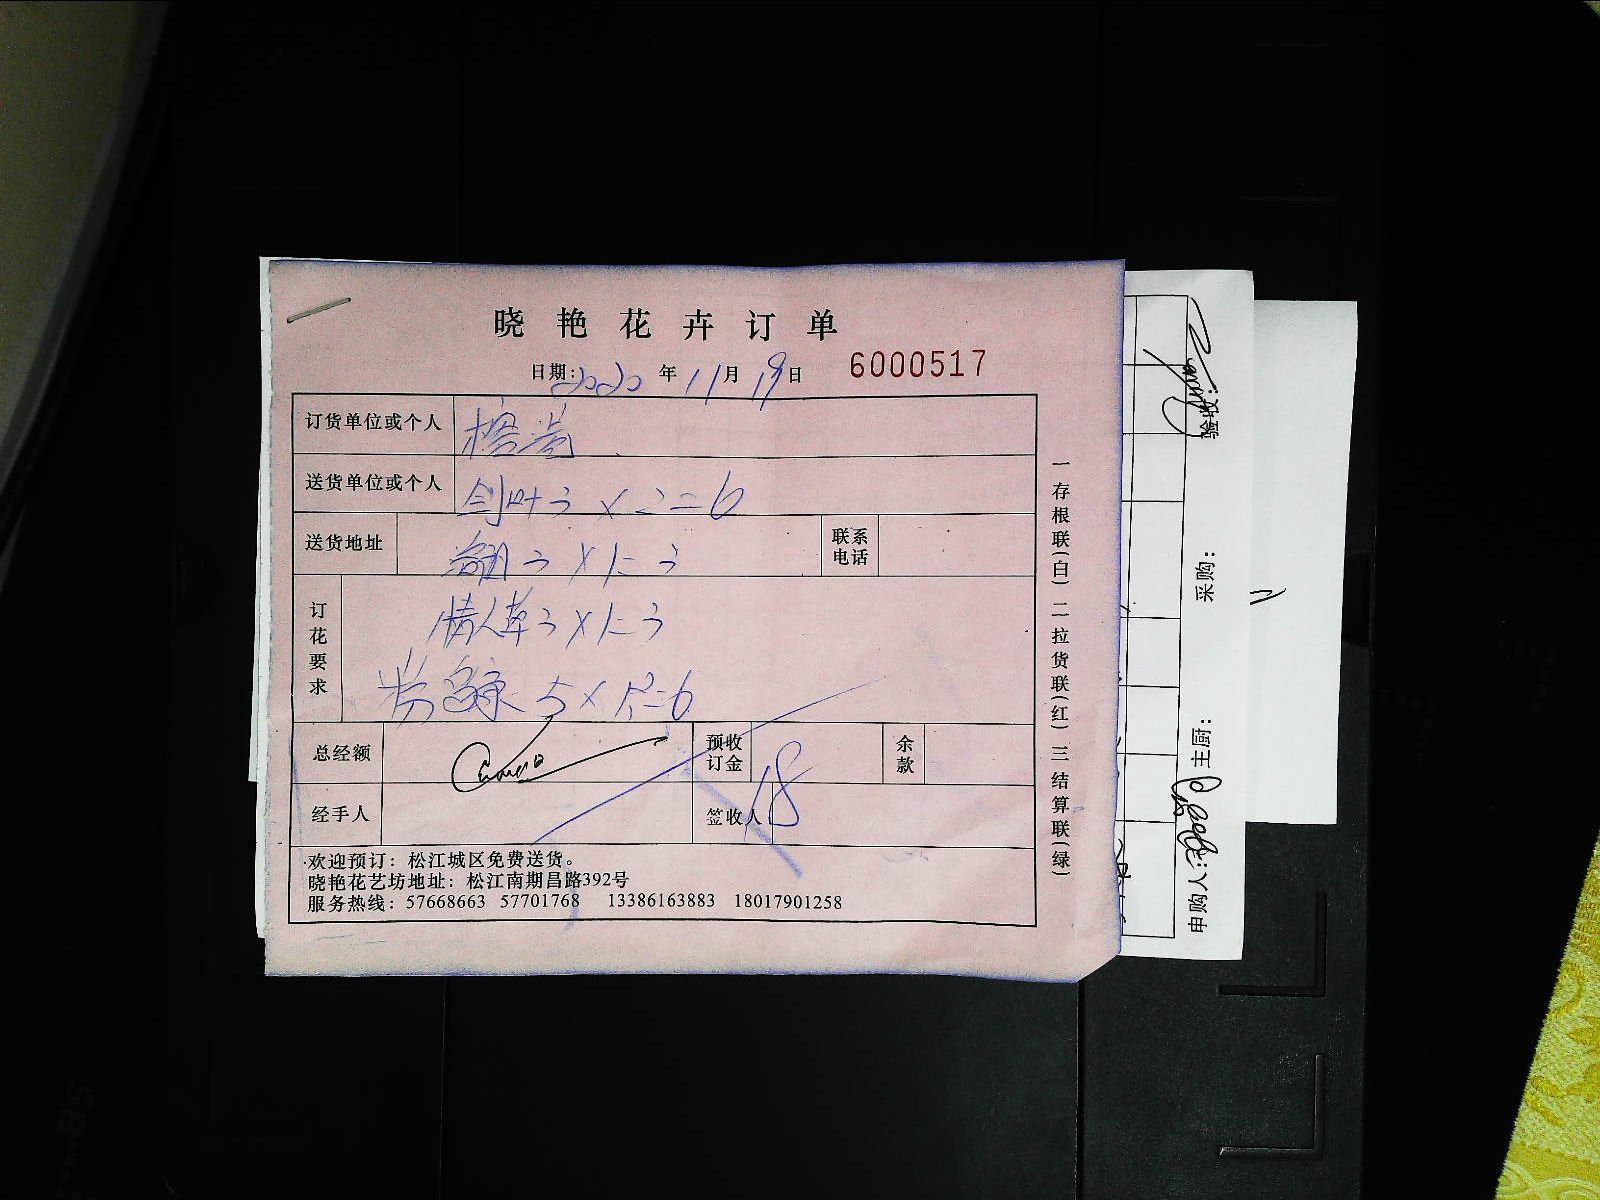 晓艳花卉订单
日期: 2020 年 11 月 19 日 6000517
订货单位或个人
送货单位或个人 剑叶 3 × 2 = 6
送货地址 3 × 1 = 3 联系电话
订花要求 情人草 3 × 1 = 3
5 × = 6
总经额 预收订金 余款
经手人 签收人 18
欢迎预订：松江城区免费送货。
晓艳花艺坊地址：松江南期昌路392号
服务热线：57668663 57701768 13386163883 18017901258
一存根联(白) 二拉货联(红) 三结算联(绿)
验收：
采购：
主厨：
申购人：